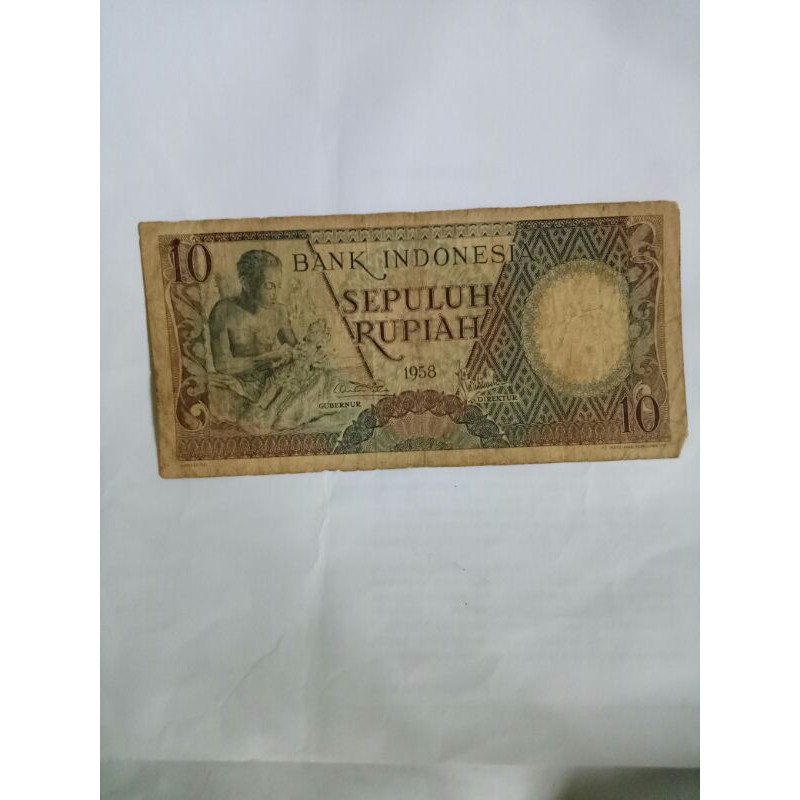 10
BANK INDONESIA
SEPULUH
RUPIAH
1958
GUBERNUR
DIREKTUR
10